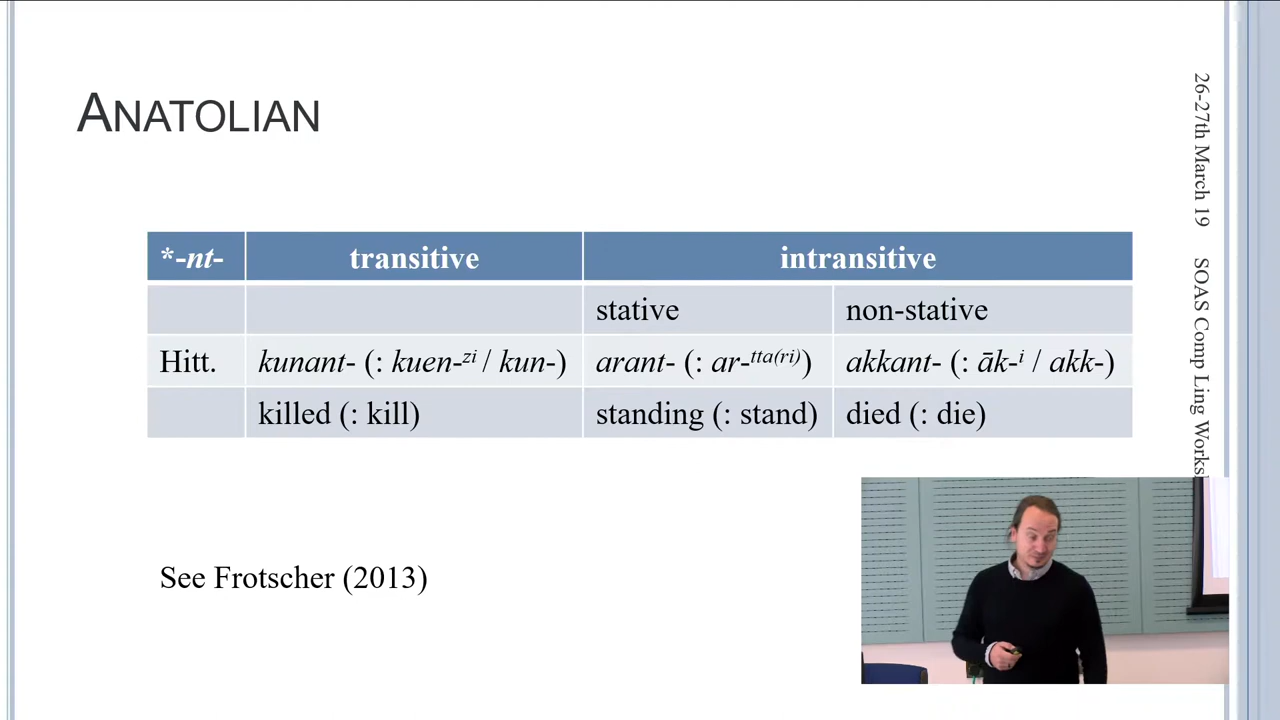 ANATOLIAN
*-nt- transitive intransitive
stative non-stative
Hitt. kunant- (: kuen-zi / kun-) arant- (: ar-tta(ri)) akkant- (: āk-i / akk-)
killed (: kill) standing (: stand) died (: die)
See Frotscher (2013)
26-27th March 19 SOAS Comp Ling